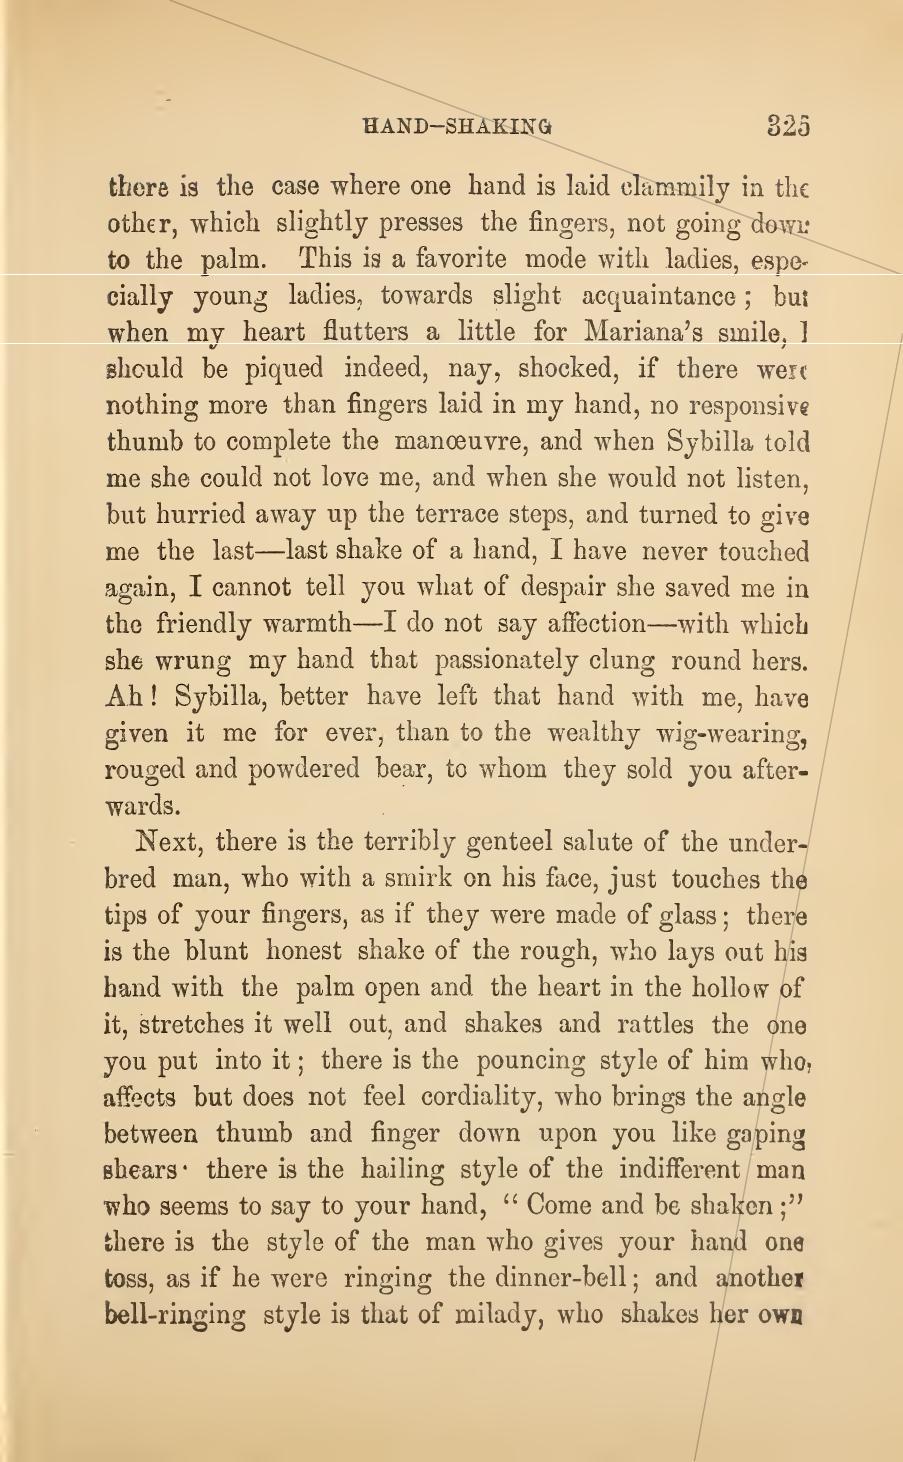 HAND–SHAKING 325
there is the case where one hand is laid clammily in the
other, which slightly presses the fingers, not going down
to the palm. This is a favorite mode with ladies, espe-
cially young ladies, towards slight acquaintance ; but
when my heart flutters a little for Mariana's smile, I
should be piqued indeed, nay, shocked, if there were
nothing more than fingers laid in my hand, no responsive
thumb to complete the manœuvre, and when Sybilla told
me she could not love me, and when she would not listen,
but hurried away up the terrace steps, and turned to give
me the last—last shake of a hand, I have never touched
again, I cannot tell you what of despair she saved me in
the friendly warmth—I do not say affection—with which
she wrung my hand that passionately clung round hers.
Ah ! Sybilla, better have left that hand with me, have
given it me for ever, than to the wealthy wig-wearing,
rouged and powdered bear, to whom they sold you after-
wards.
Next, there is the terribly genteel salute of the under-
bred man, who with a smirk on his face, just touches the
tips of your fingers, as if they were made of glass ; there
is the blunt honest shake of the rough, who lays out his
hand with the palm open and the heart in the hollow of
it, stretches it well out, and shakes and rattles the one
you put into it ; there is the pouncing style of him who,
affects but does not feel cordiality, who brings the angle
between thumb and finger down upon you like gaping
shears· there is the hailing style of the indifferent man
who seems to say to your hand, “ Come and be shaken ;”
there is the style of the man who gives your hand one
toss, as if he were ringing the dinner-bell ; and another
bell-ringing style is that of milady, who shakes her own